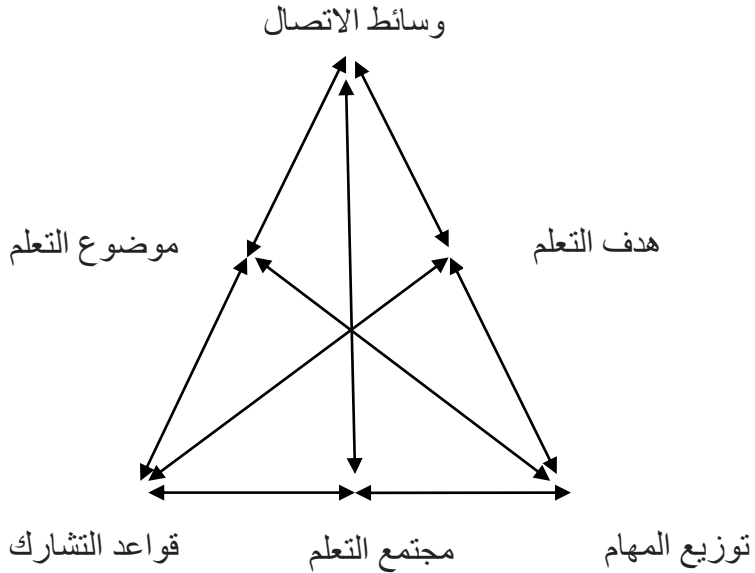 وسائط الاتصال
هدف التعلم
موضوع التعلم
توزيع المهام
مجتمع التعلم
قواعد التشارك